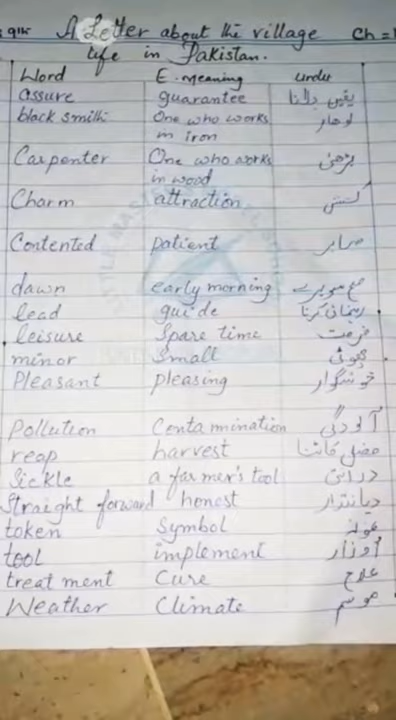 A Letter about the village Ch =
life in Pakistan.
Word E. meaning urdu
assure guarantee یقین دلانا
black smith One who works لوہار
in iron
Carpenter One who works بڑھئی
in wood
Charm attraction کشش
Contented patient صابر
dawn early morning صبح سویرے
lead guide رہنمائی کرنا
leisure Spare time فرصت
minor Small
Pleasant pleasing خوشگوار
Pollution Contamination آلودگی
reap harvest فصل کاٹنا
Sickle a farmer's tool درانتی
Straight forward honest دیانتدار
token Symbol
tool implement اوزار
treatment Cure علاج
Weather Climate موسم